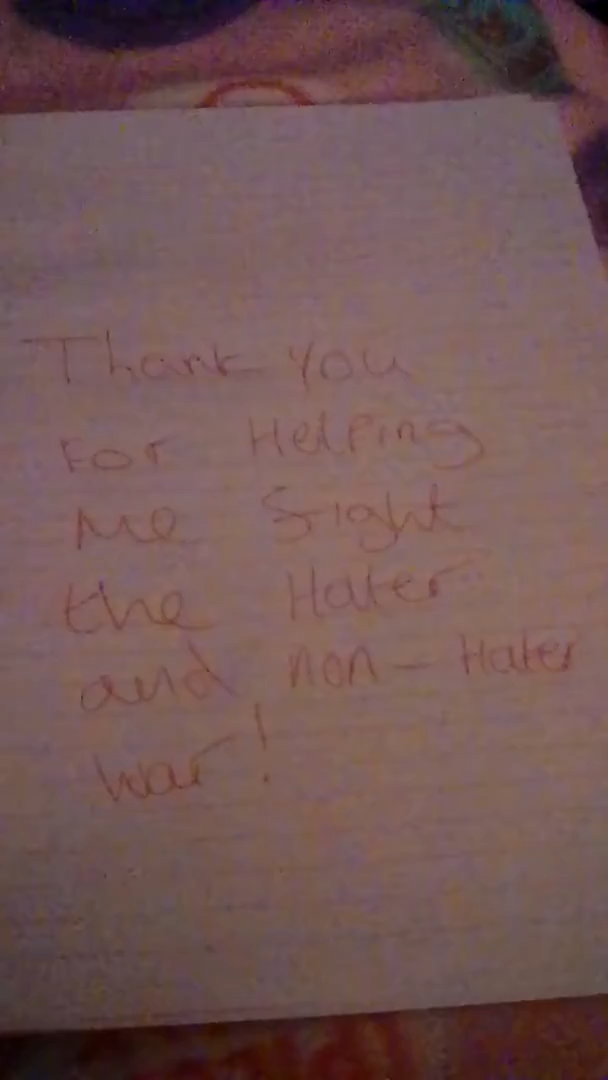 Thank You
For Helping
Me fight
the Hater
and non-Hater
war!